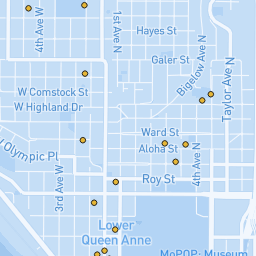 4th Ave W
1st Ave N
Hayes St
Galer St
Bigelow Ave N
Taylor Ave N
W Comstock St
W Highland Dr
Ward St
Olympic Pl
Aloha St
4th Ave N
3rd Ave W
Roy St
Lower
Queen Anne
MoPOP: Museum